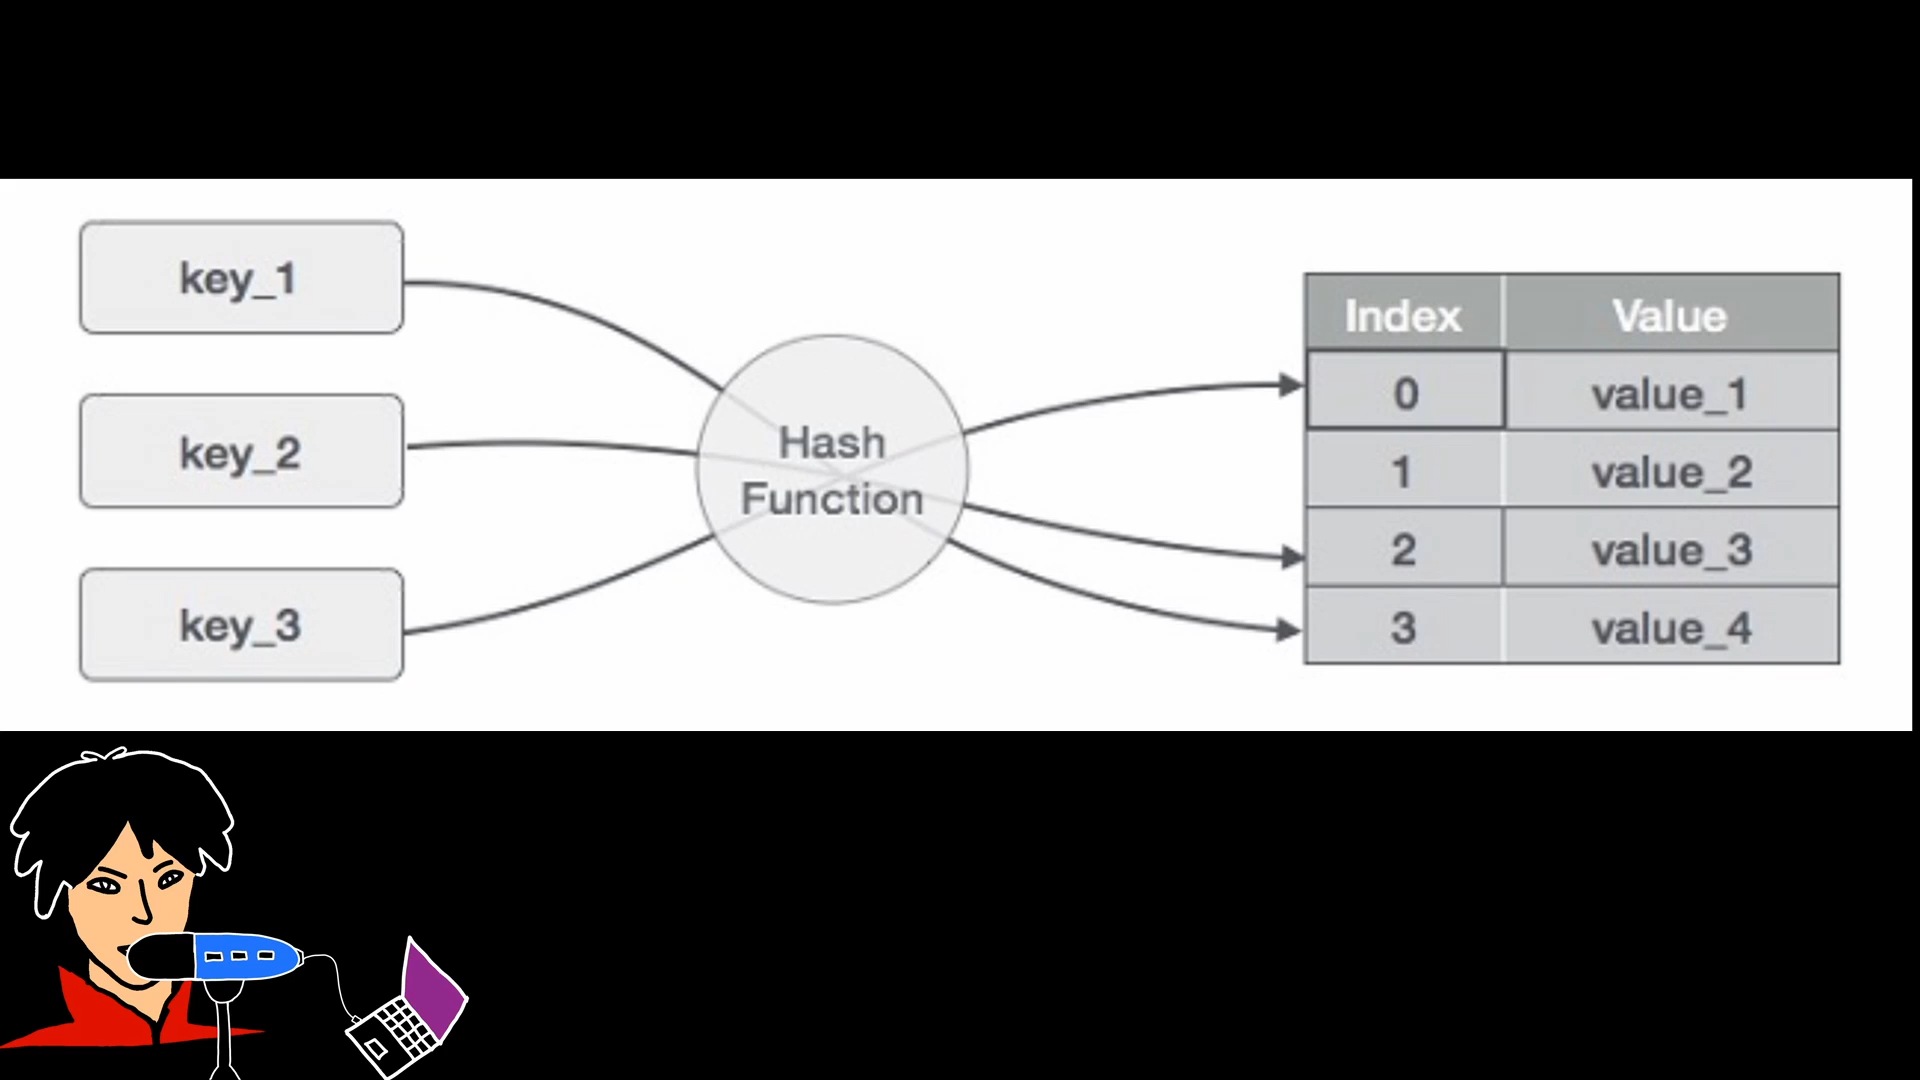 key_1
key_2
key_3
Hash
Function
Index Value
0 value_1
1 value_2
2 value_3
3 value_4